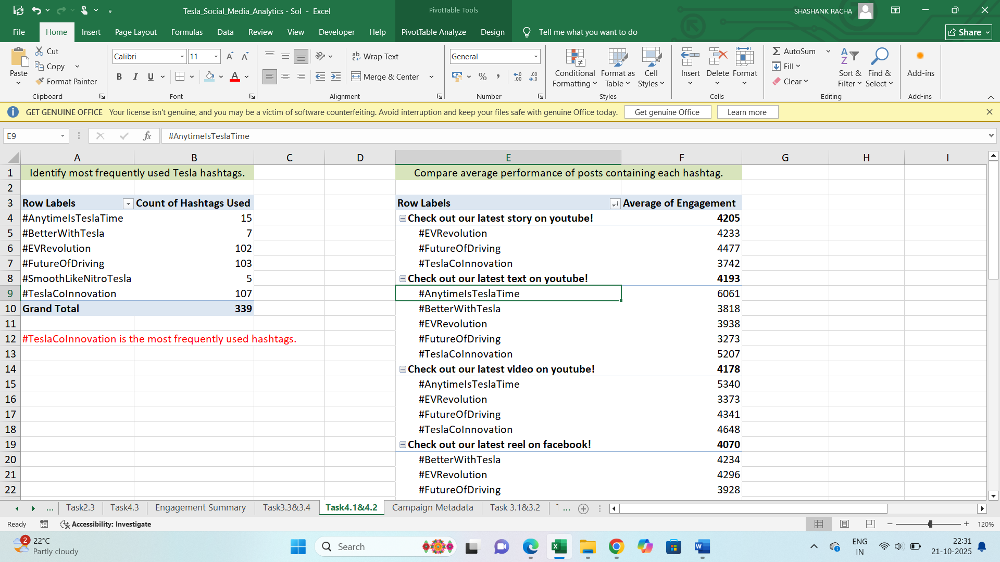 Tesla_Social_Media_Analytics - Sol - Excel
PivotTable Tools
SHASHANK RACHA
File Home Insert Page Layout Formulas Data Review View Developer Help PivotTable Analyze Design Tell me what you want to do Share
Paste
Cut
Copy
Format Painter
Clipboard
Calibri 11
B I U
Font
Wrap Text
Merge & Center
Alignment
General
Number
Conditional Formatting
Format as Table
Cell Styles
Styles
Insert Delete Format
Cells
AutoSum
Fill
Clear
Sort & Filter
Find & Select
Editing
Add-ins
Add-ins
GET GENUINE OFFICE Your license isn't genuine, and you may be a victim of software counterfeiting. Avoid interruption and keep your files safe with genuine Office today. Get genuine Office Learn more
E9 fx #AnytimeIsTeslaTime
A B C D E F G H I
1 Identify most frequently used Tesla hashtags. Compare average performance of posts containing each hashtag.
2
3 Row Labels Count of Hashtags Used Row Labels Average of Engagement
4 #AnytimeIsTeslaTime 15 Check out our latest story on youtube! 4205
5 #BetterWithTesla 7 #EVRevolution 4233
6 #EVRevolution 102 #FutureOfDriving 4477
7 #FutureOfDriving 103 #TeslaCoInnovation 3742
8 #SmoothLikeNitroTesla 5 Check out our latest text on youtube! 4193
9 #TeslaCoInnovation 107 #AnytimeIsTeslaTime 6061
10 Grand Total 339 #BetterWithTesla 3818
11 #EVRevolution 3938
12 #TeslaCoInnovation is the most frequently used hashtags. #FutureOfDriving 3273
13 #TeslaCoInnovation 5207
14 Check out our latest video on youtube! 4178
15 #AnytimeIsTeslaTime 5340
16 #EVRevolution 3373
17 #FutureOfDriving 4341
18 #TeslaCoInnovation 4648
19 Check out our latest reel on facebook! 4070
20 #BetterWithTesla 4234
21 #EVRevolution 4296
22 #FutureOfDriving 3928
... Task2.3 Task4.3 Engagement Summary Task3.3&3.4 Task4.1&4.2 Campaign Metadata Task 3.1&3.2 ...
Ready Accessibility: Investigate 120%
2 22°C
Partly cloudy
Search
ENG
IN
22:31
21-10-2025